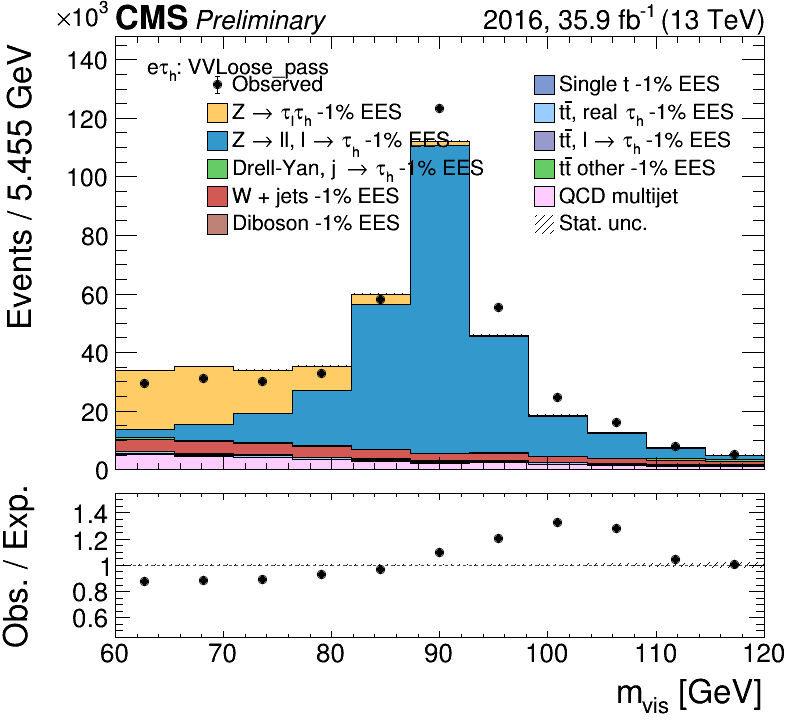 ×10³ CMS Preliminary 2016, 35.9 fb⁻¹ (13 TeV)
eτh: VVLoose_pass
Observed
Z → τlτh -1% EES
Z → ll, l → τh -1% EES
Drell-Yan, j → τh -1% EES
W + jets -1% EES
Diboson -1% EES
Single t -1% EES
tt̄, real τh -1% EES
tt̄, l → τh -1% EES
tt̄ other -1% EES
QCD multijet
Stat. unc.
Events / 5.455 GeV
140
120
100
80
60
40
20
0
Obs. / Exp.
1.4
1.2
1
0.8
0.6
60 70 80 90 100 110 120
mvis [GeV]